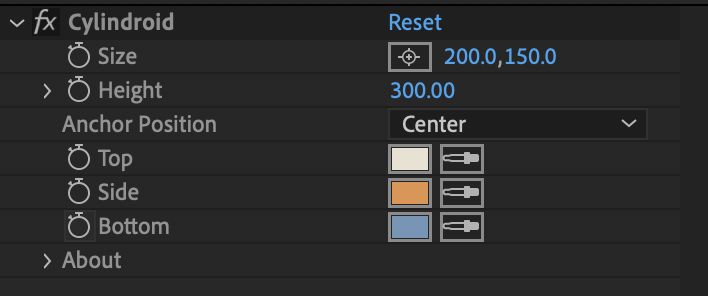 fx Cylindroid Reset
Size 200.0,150.0
Height 300.00
Anchor Position Center
Top
Side
Bottom
About